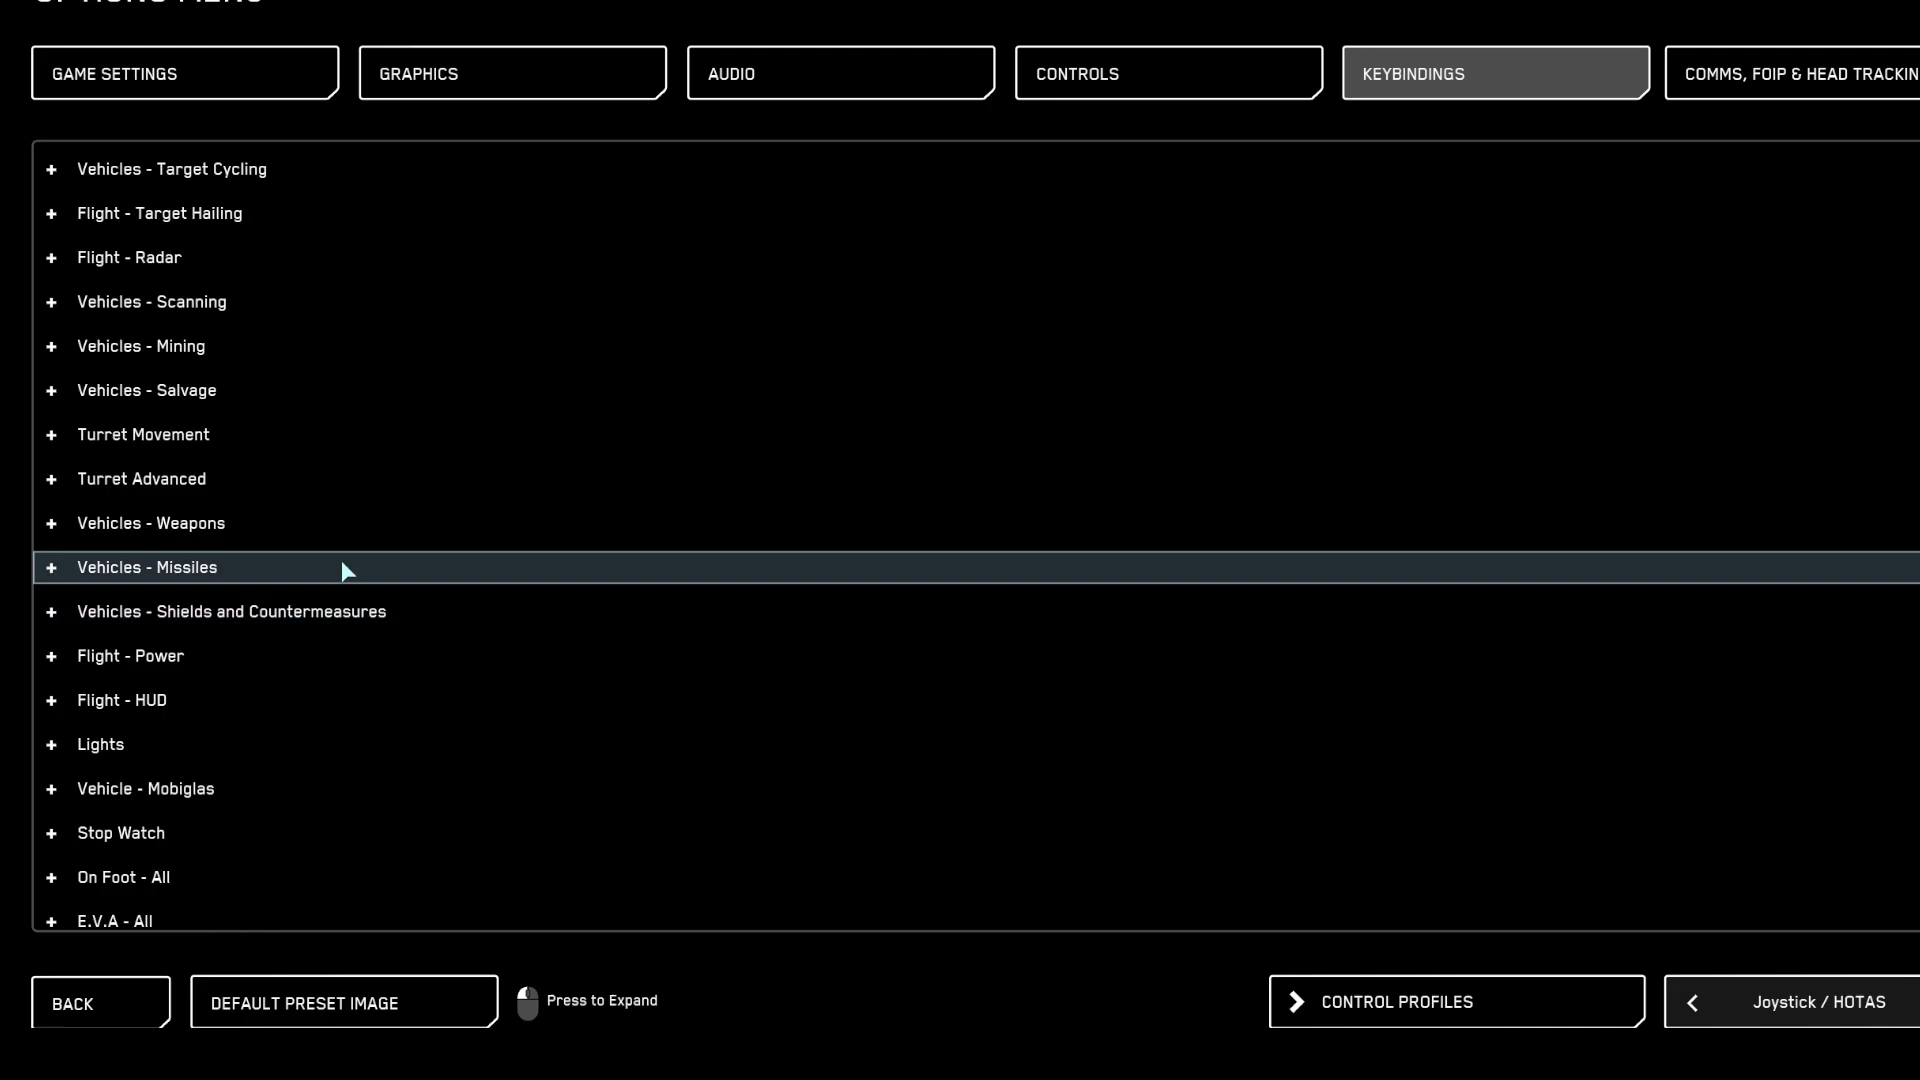 OPTIONS MENU
GAME SETTINGS
GRAPHICS
AUDIO
CONTROLS
KEYBINDINGS
COMMS, FOIP & HEAD TRACKIN
+ Vehicles - Target Cycling
+ Flight - Target Hailing
+ Flight - Radar
+ Vehicles - Scanning
+ Vehicles - Mining
+ Vehicles - Salvage
+ Turret Movement
+ Turret Advanced
+ Vehicles - Weapons
+ Vehicles - Missiles
+ Vehicles - Shields and Countermeasures
+ Flight - Power
+ Flight - HUD
+ Lights
+ Vehicle - Mobiglas
+ Stop Watch
+ On Foot - All
+ E.V.A - All
BACK
DEFAULT PRESET IMAGE
Press to Expand
CONTROL PROFILES
Joystick / HOTAS